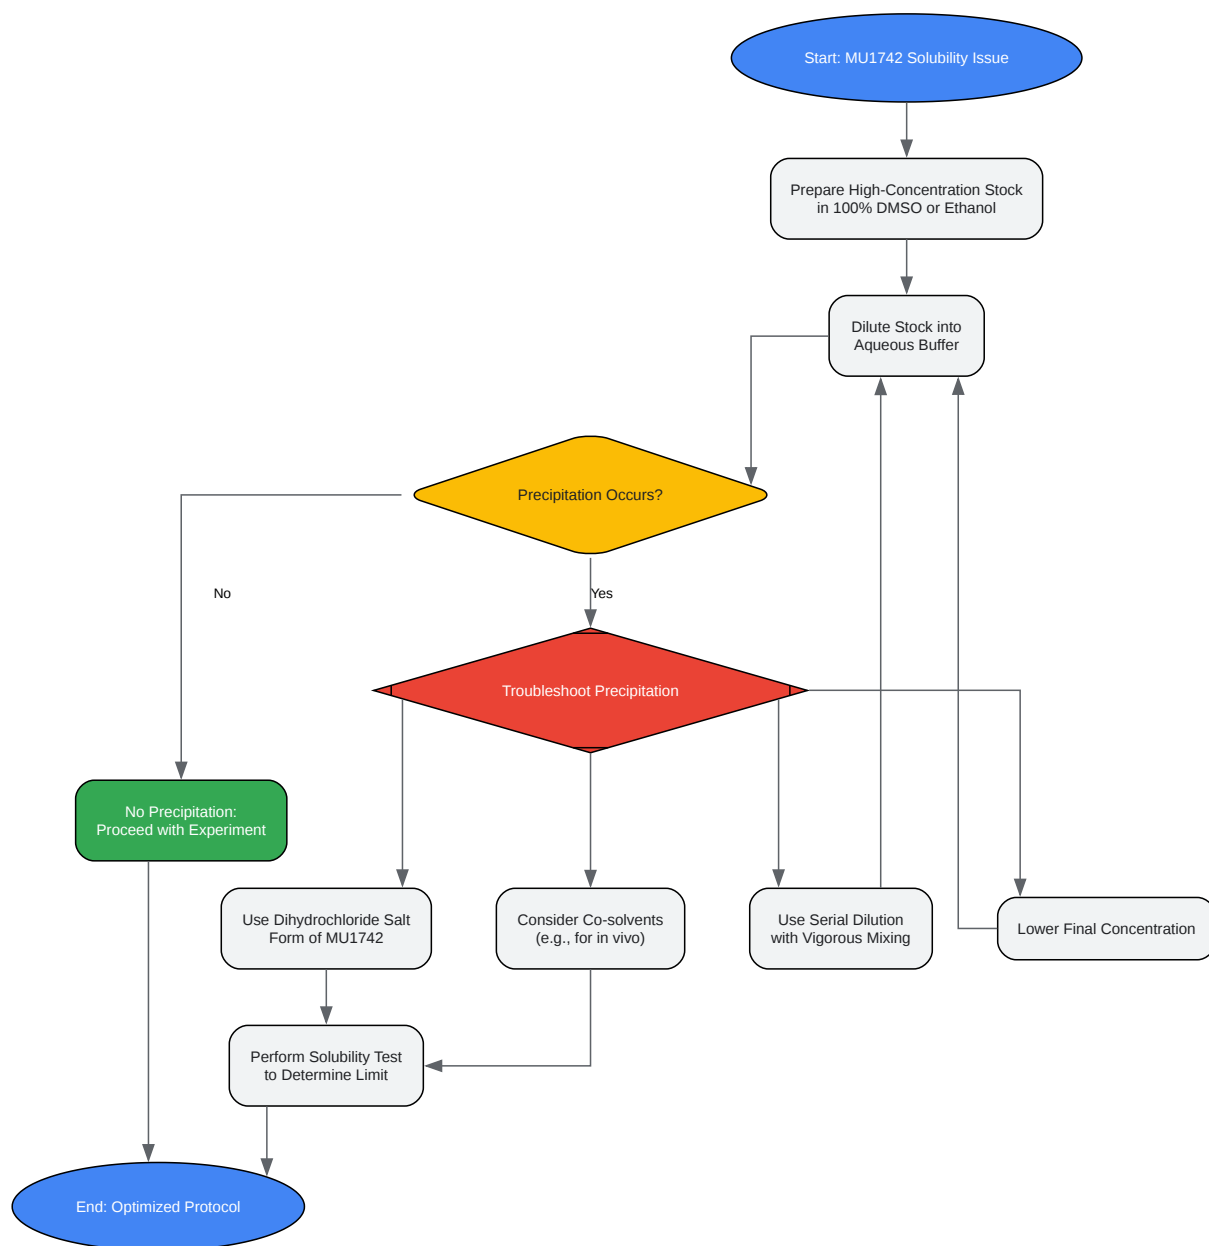 Start: MU1742 Solubility Issue
Prepare High-Concentration Stock
in 100% DMSO or Ethanol
Dilute Stock into
Aqueous Buffer
Precipitation Occurs?
No
Yes
Troubleshoot Precipitation
No Precipitation:
Proceed with Experiment
Use Dihydrochloride Salt
Form of MU1742
Consider Co-solvents
(e.g., for in vivo)
Use Serial Dilution
with Vigorous Mixing
Lower Final Concentration
Perform Solubility Test
to Determine Limit
End: Optimized Protocol